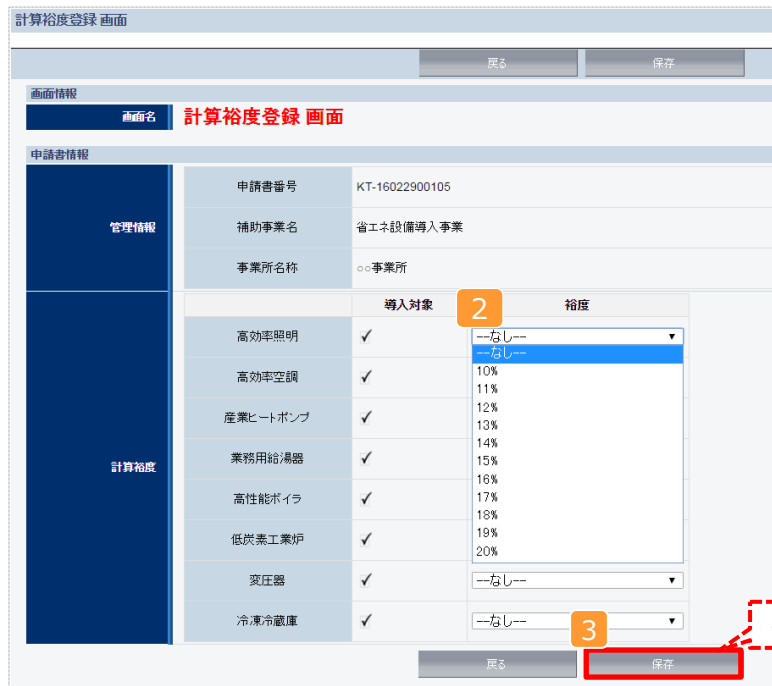 計算裕度登録 画面
戻る 保存
画面情報
画面名 計算裕度登録 画面
申請書情報
管理情報
申請書番号 KT-16022900105
補助事業名 省エネ設備導入事業
事業所名称 ○○事業所
計算裕度
導入対象 2 裕度
高効率照明 ✓ --なし-- ▼
--なし--
高効率空調 ✓
10%
11%
産業ヒートポンプ ✓
12%
13%
14%
業務用給湯器 ✓
15%
16%
高性能ボイラ ✓
17%
18%
低炭素工業炉 ✓
19%
20%
変圧器 ✓ --なし-- ▼
冷凍冷蔵庫 ✓ --なし-- ▼
3
戻る 保存